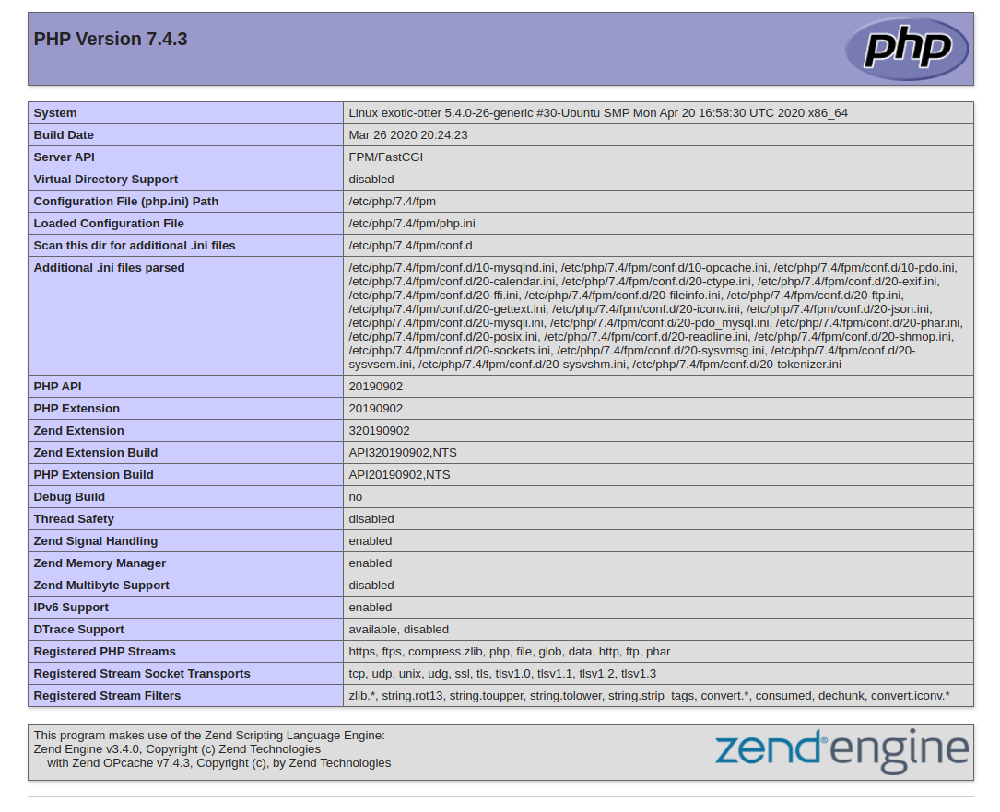 PHP Version 7.4.3
php
System Linux exotic-otter 5.4.0-26-generic #30-Ubuntu SMP Mon Apr 20 16:58:30 UTC 2020 x86_64
Build Date Mar 26 2020 20:24:23
Server API FPM/FastCGI
Virtual Directory Support disabled
Configuration File (php.ini) Path /etc/php/7.4/fpm
Loaded Configuration File /etc/php/7.4/fpm/php.ini
Scan this dir for additional .ini files /etc/php/7.4/fpm/conf.d
Additional .ini files parsed /etc/php/7.4/fpm/conf.d/10-mysqlnd.ini, /etc/php/7.4/fpm/conf.d/10-opcache.ini, /etc/php/7.4/fpm/conf.d/10-pdo.ini,
/etc/php/7.4/fpm/conf.d/20-calendar.ini, /etc/php/7.4/fpm/conf.d/20-ctype.ini, /etc/php/7.4/fpm/conf.d/20-exif.ini,
/etc/php/7.4/fpm/conf.d/20-ffi.ini, /etc/php/7.4/fpm/conf.d/20-fileinfo.ini, /etc/php/7.4/fpm/conf.d/20-ftp.ini,
/etc/php/7.4/fpm/conf.d/20-gettext.ini, /etc/php/7.4/fpm/conf.d/20-iconv.ini, /etc/php/7.4/fpm/conf.d/20-json.ini,
/etc/php/7.4/fpm/conf.d/20-mysqli.ini, /etc/php/7.4/fpm/conf.d/20-pdo_mysql.ini, /etc/php/7.4/fpm/conf.d/20-phar.ini,
/etc/php/7.4/fpm/conf.d/20-posix.ini, /etc/php/7.4/fpm/conf.d/20-readline.ini, /etc/php/7.4/fpm/conf.d/20-shmop.ini,
/etc/php/7.4/fpm/conf.d/20-sockets.ini, /etc/php/7.4/fpm/conf.d/20-sysvmsg.ini, /etc/php/7.4/fpm/conf.d/20-
sysvsem.ini, /etc/php/7.4/fpm/conf.d/20-sysvshm.ini, /etc/php/7.4/fpm/conf.d/20-tokenizer.ini
PHP API 20190902
PHP Extension 20190902
Zend Extension 320190902
Zend Extension Build API320190902,NTS
PHP Extension Build API20190902,NTS
Debug Build no
Thread Safety disabled
Zend Signal Handling enabled
Zend Memory Manager enabled
Zend Multibyte Support disabled
IPv6 Support enabled
DTrace Support available, disabled
Registered PHP Streams https, ftps, compress.zlib, php, file, glob, data, http, ftp, phar
Registered Stream Socket Transports tcp, udp, unix, udg, ssl, tls, tlsv1.0, tlsv1.1, tlsv1.2, tlsv1.3
Registered Stream Filters zlib.*, string.rot13, string.toupper, string.tolower, string.strip_tags, convert.*, consumed, dechunk, convert.iconv.*
This program makes use of the Zend Scripting Language Engine:
Zend Engine v3.4.0, Copyright (c) Zend Technologies
with Zend OPcache v7.4.3, Copyright (c), by Zend Technologies
zend® engine